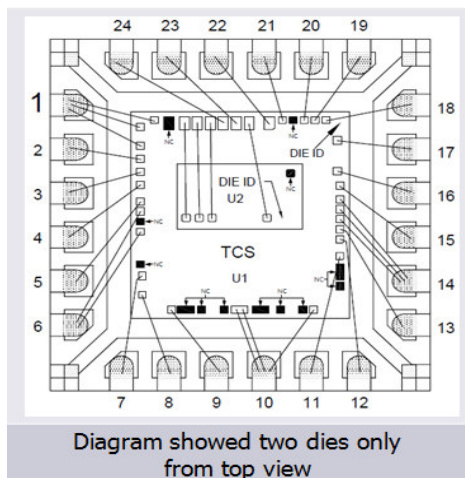 24 23 22 21 20 19
1
2
3
4
5
6
18
17
16
15
14
13
NC
NC
DIE ID
NC
DIE ID
U2
NC
TCS
NC
U1
NC
NC
NC
7 8 9 10 11 12
Diagram showed two dies only
from top view